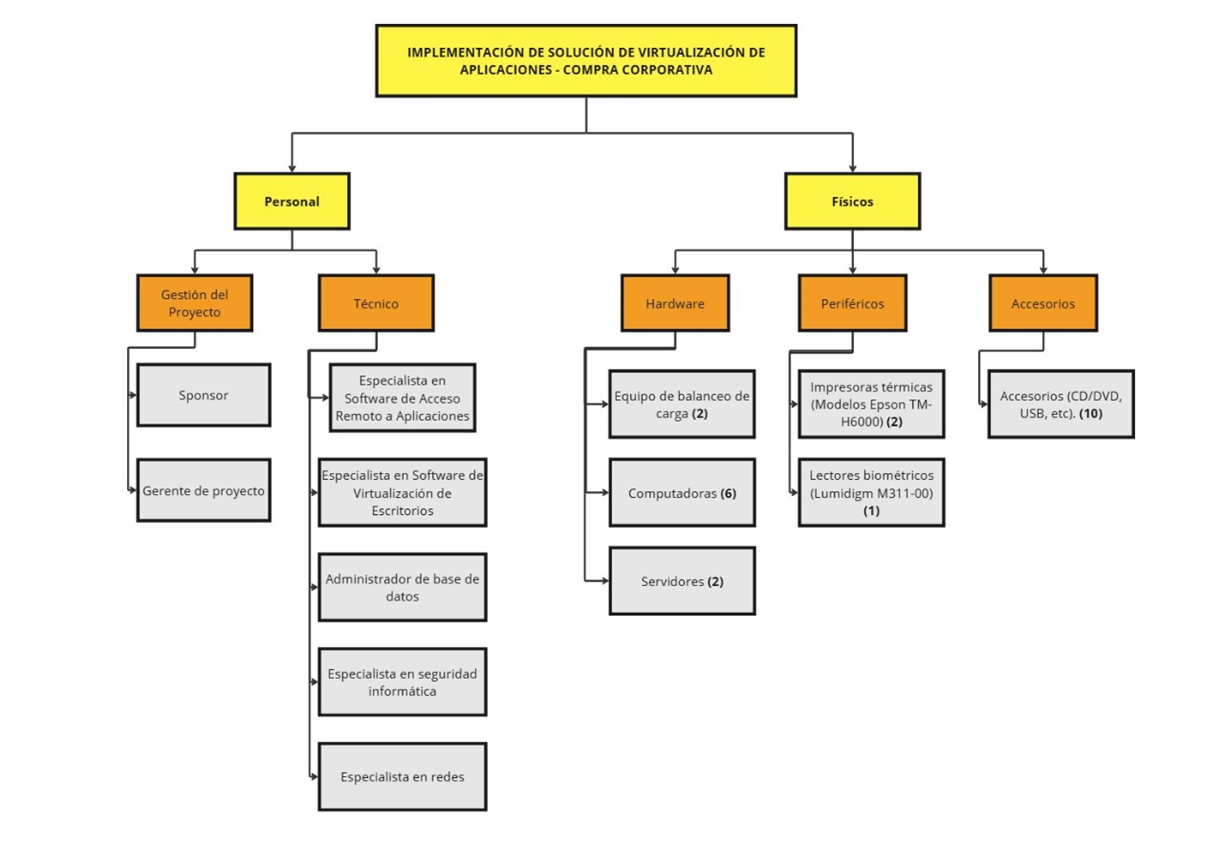 IMPLEMENTACIÓN DE SOLUCIÓN DE VIRTUALIZACIÓN DE
APLICACIONES - COMPRA CORPORATIVA
Personal
Físicos
Gestión del
Proyecto
Técnico
Hardware
Periféricos
Accesorios
Sponsor
Gerente de proyecto
Especialista en
Software de Acceso
Remoto a Aplicaciones
Especialista en Software de
Virtualización de
Escritorios
Administrador de base de
datos
Especialista en seguridad
informática
Especialista en redes
Equipo de balanceo de
carga (2)
Computadoras (6)
Servidores (2)
Impresoras térmicas
(Modelos Epson TM-
H6000) (2)
Lectores biométricos
(Lumidigm M311-00)
(1)
Accesorios (CD/DVD,
USB, etc). (10)